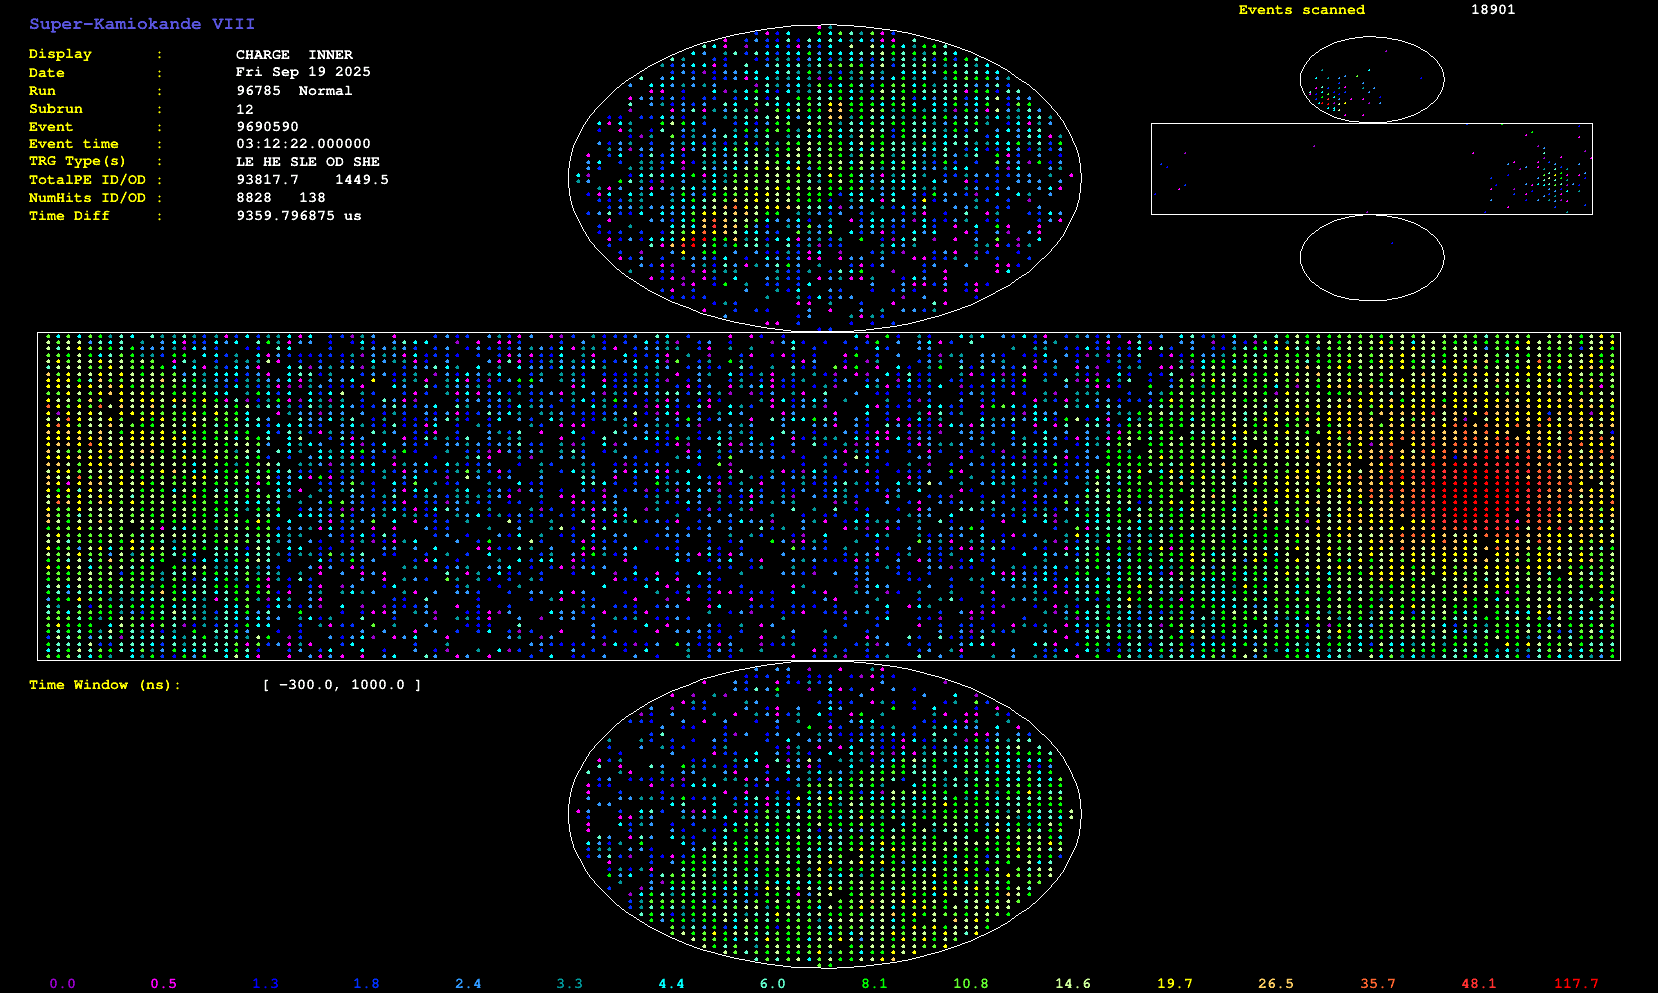 Super-Kamiokande VIII
Display : CHARGE INNER
Date : Fri Sep 19 2025
Run : 96785 Normal
Subrun : 12
Event : 9690590
Event time : 03:12:22.000000
TRG Type(s) : LE HE SLE OD SHE
TotalPE ID/OD : 93817.7 1449.5
NumHits ID/OD : 8828 138
Time Diff : 9359.796875 us
Events scanned 18901
Time Window (ns): [ -300.0, 1000.0 ]
0.0 0.5 1.3 1.8 2.4 3.3 4.4 6.0 8.1 10.8 14.6 19.7 26.5 35.7 48.1 117.7